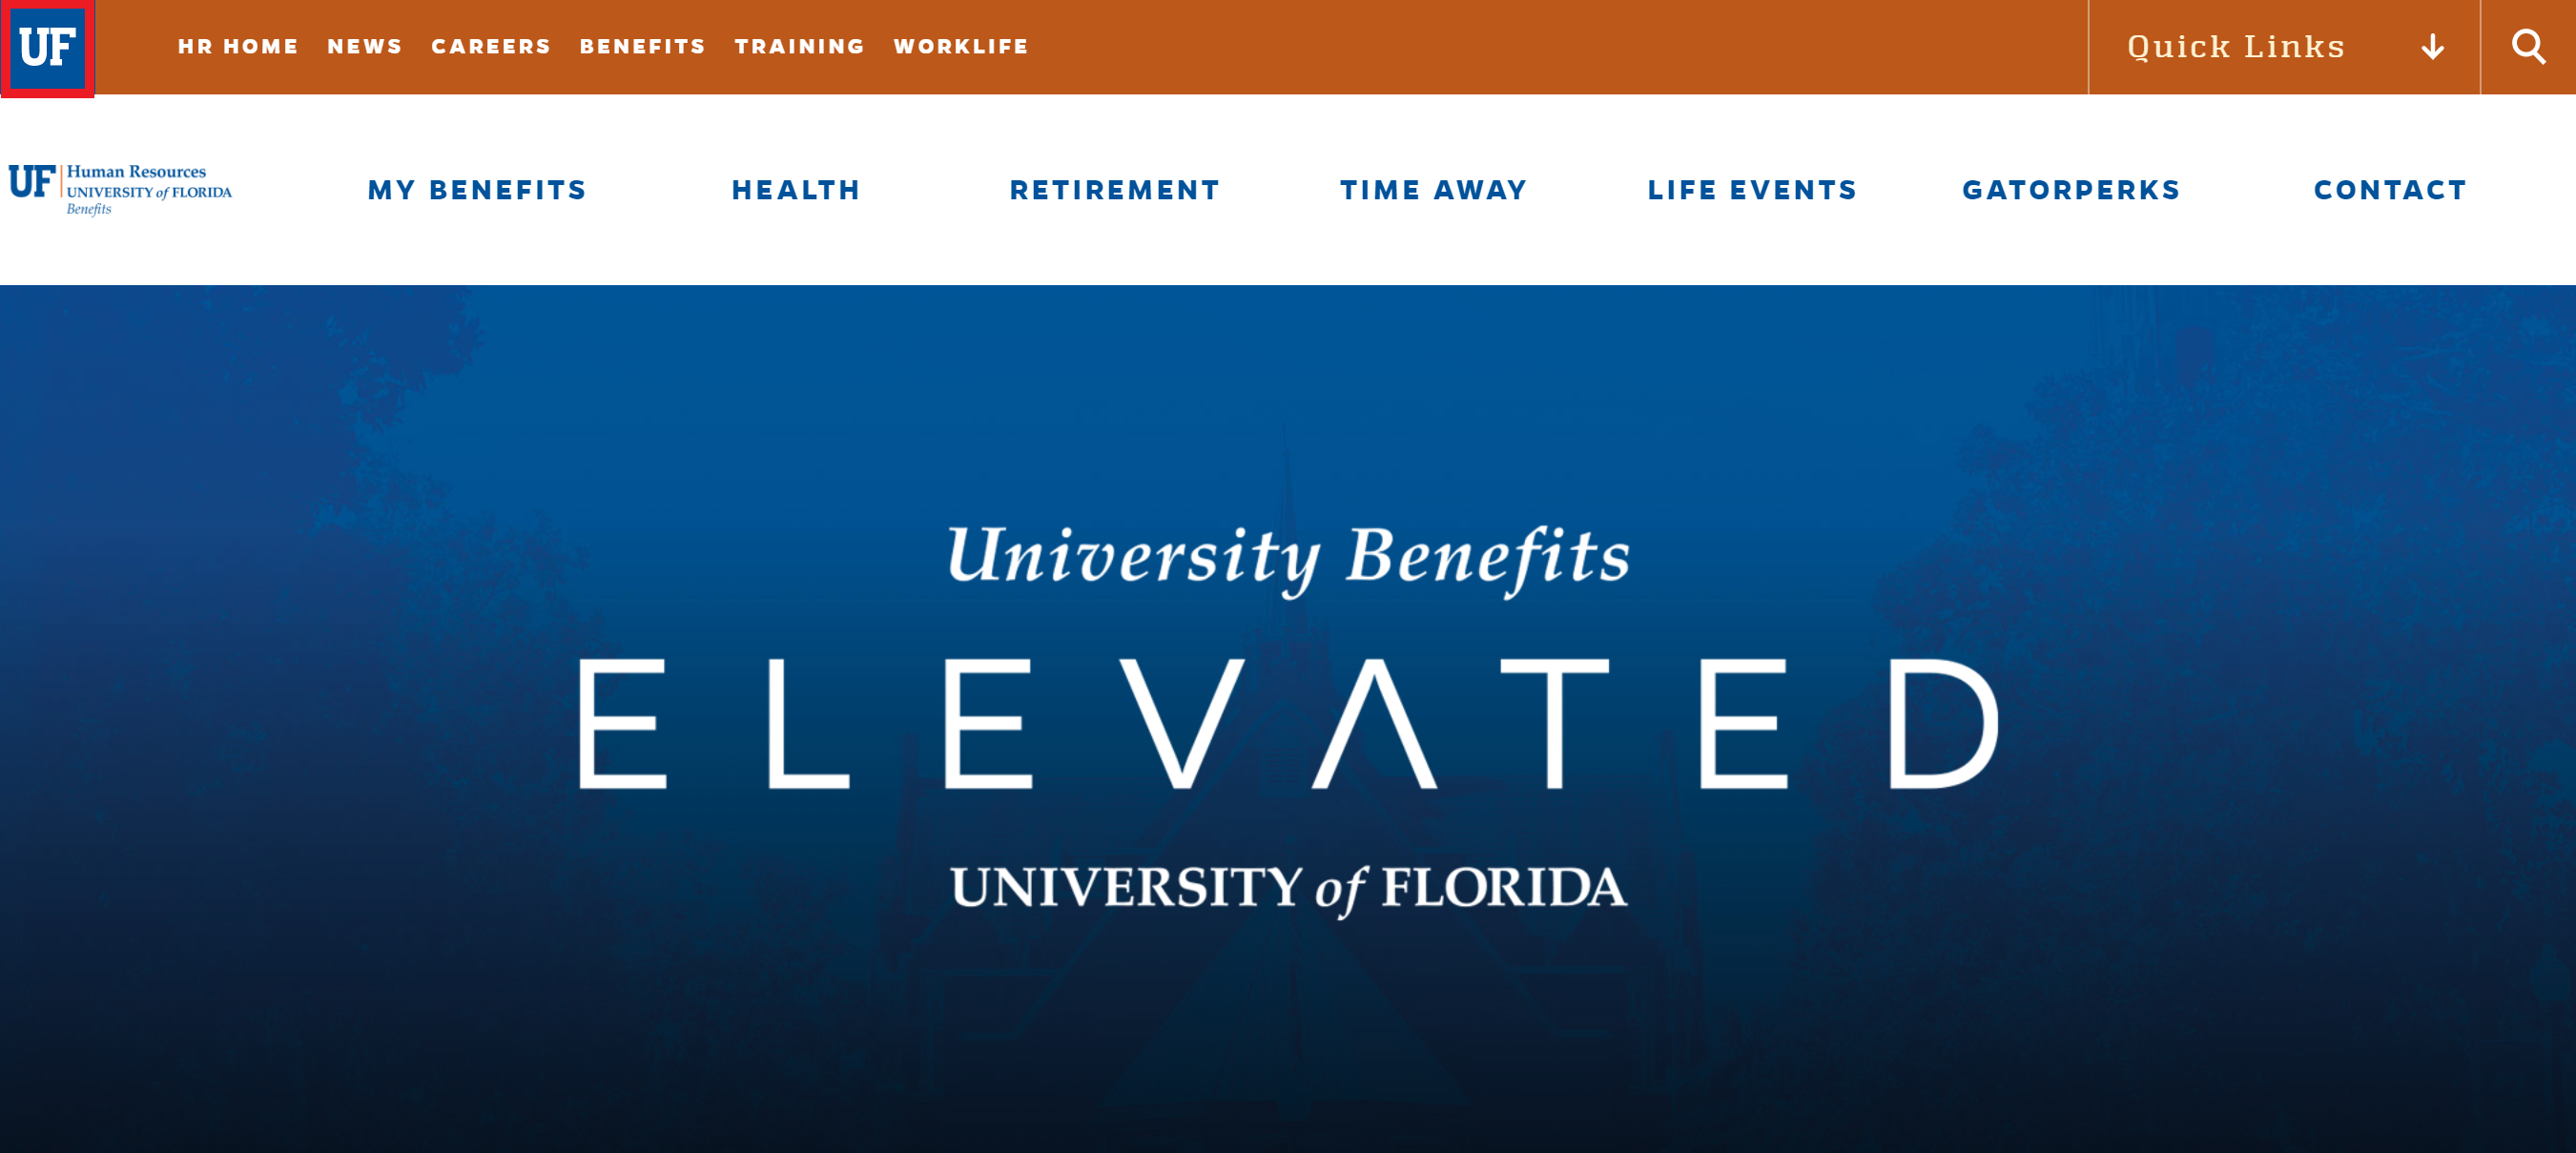 UF
HR HOME NEWS CAREERS BENEFITS TRAINING WORKLIFE
Quick Links
UF Human Resources
UNIVERSITY of FLORIDA
Benefits
MY BENEFITS HEALTH RETIREMENT TIME AWAY LIFE EVENTS GATORPERKS CONTACT
University Benefits
ELEVATED
UNIVERSITY of FLORIDA